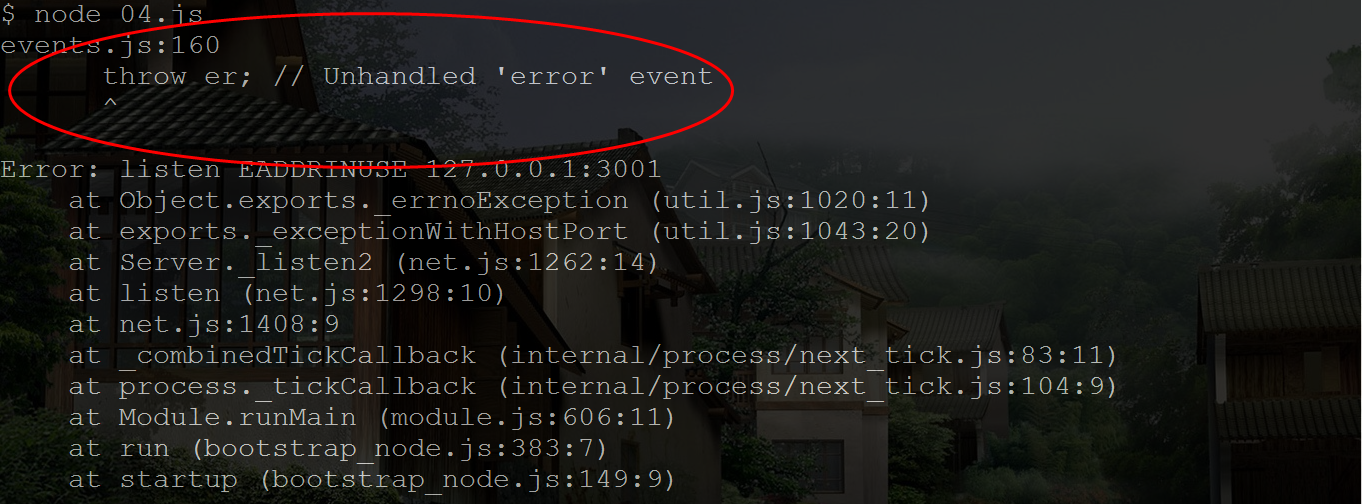 $ node 04.js
events.js:160
throw er; // Unhandled 'error' event
^
Error: listen EADDRINUSE 127.0.0.1:3001
at Object.exports._errnoException (util.js:1020:11)
at exports._exceptionWithHostPort (util.js:1043:20)
at Server._listen2 (net.js:1262:14)
at listen (net.js:1298:10)
at net.js:1408:9
at _combinedTickCallback (internal/process/next_tick.js:83:11)
at process._tickCallback (internal/process/next_tick.js:104:9)
at Module.runMain (module.js:606:11)
at run (bootstrap_node.js:383:7)
at startup (bootstrap_node.js:149:9)